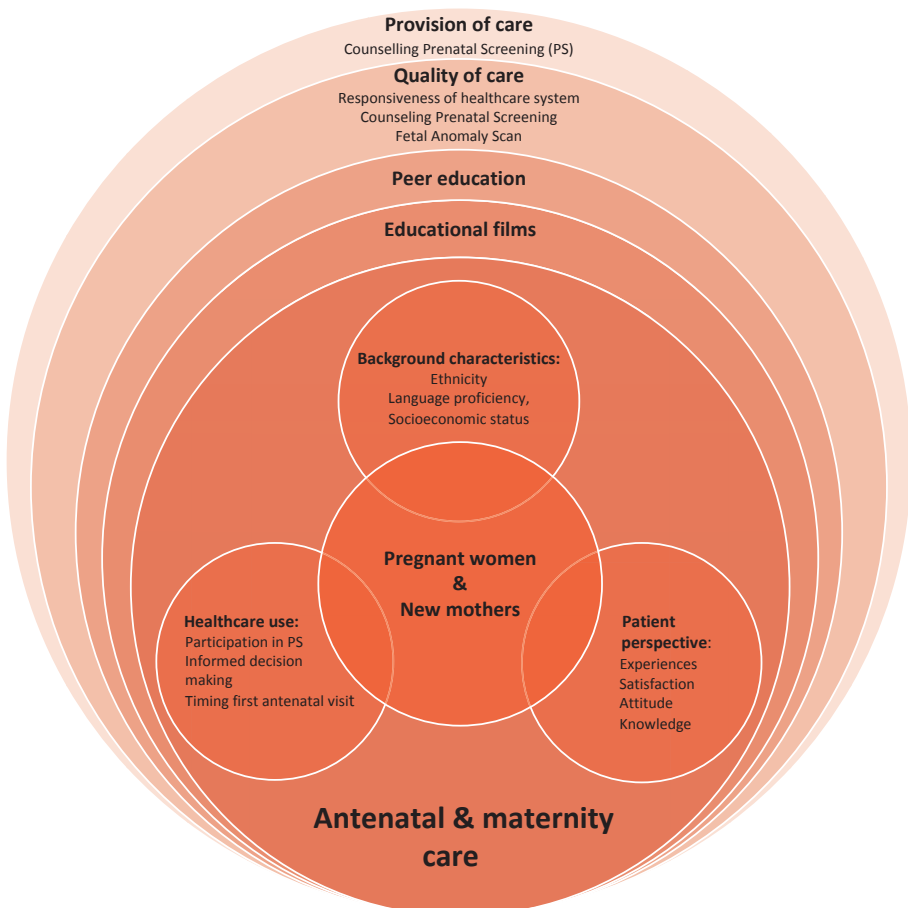 Provision of care
Counselling Prenatal Screening (PS)
Quality of care
Responsiveness of healthcare system
Counseling Prenatal Screening
Fetal Anomaly Scan
Peer education
Educational films
Background characteristics:
Ethnicity
Language proficiency,
Socioeconomic status
Pregnant women
&
New mothers
Healthcare use:
Participation in PS
Informed decision
making
Timing first antenatal visit
Patient
perspective:
Experiences
Satisfaction
Attitude
Knowledge
Antenatal & maternity
care